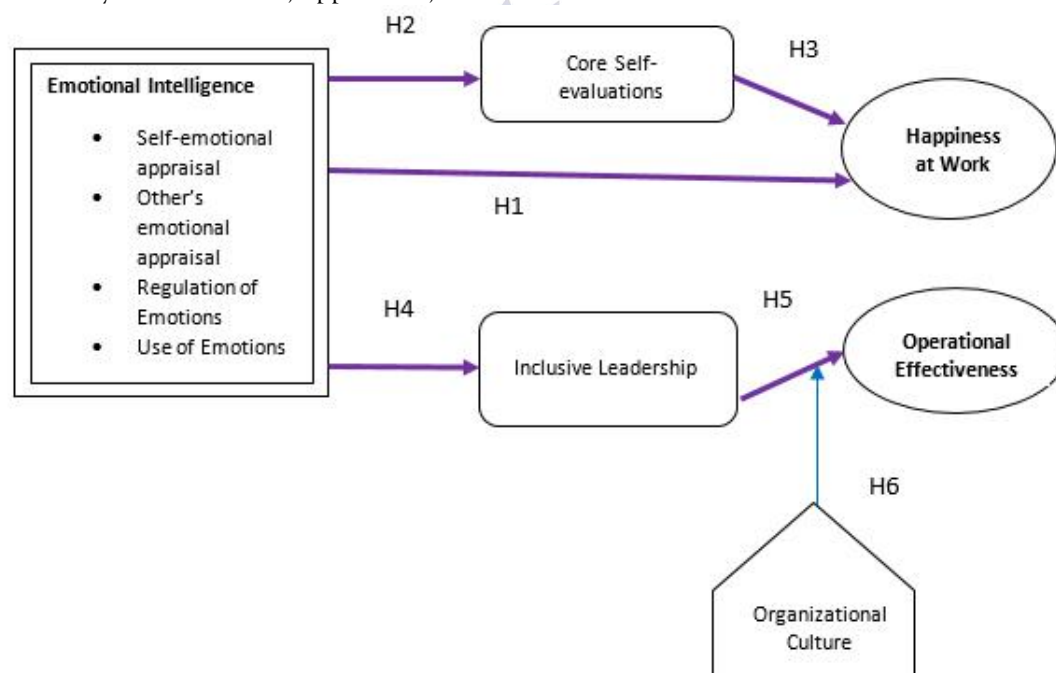 H2
Emotional Intelligence
• Self-emotional
appraisal
• Other's
emotional
appraisal
• Regulation of
Emotions
• Use of Emotions
Core Self-
evaluations
H3
Happiness
at Work
H1
H4
Inclusive Leadership
H5
Operational
Effectiveness
H6
Organizational
Culture